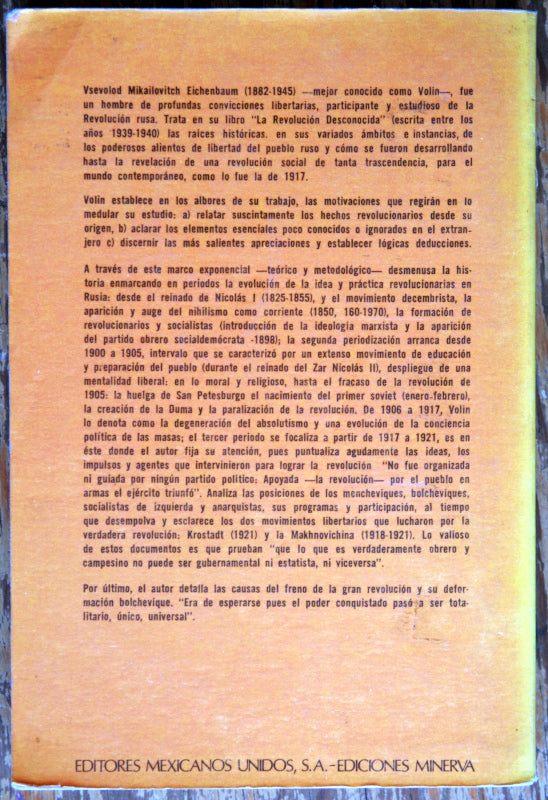 Vsevolod Mikailovitch Eichenbaum (1882-1945) —mejor conocido como Volin—, fue
un hombre de profundas convicciones libertarias, participante y estudioso de la
Revolución rusa. Trata en su libro "La Revolución Desconocida" (escrita entre los
años 1939-1940) las raíces históricas, en sus variados ámbitos e instancias, de
los poderosos alientos de libertad del pueblo ruso y cómo se fueron desarrollando
hasta la revelación de una revolución social de tanta trascendencia, para el
mundo contemporáneo, como lo fue la de 1917.
Volin establece en los albores de su trabajo, las motivaciones que regirán en lo
medular su estudio: a) relatar suscintamente los hechos revolucionarios desde su
origen, b) aclarar los elementos esenciales poco conocidos o ignorados en el extran-
jero c) discernir las más salientes apreciaciones y establecer lógicas deducciones.
A través de este marco exponencial —teórico y metodológico— desmenusa la his-
toria enmarcando en periodos la evolución de la idea y práctica revolucionarias en
Rusia: desde el reinado de Nicolás I (1825-1855), y el movimiento decembrista, la
aparición y auge del nihilismo como corriente (1850, 160-1970), la formación de
revolucionarios y socialistas (introducción de la ideología marxista y la aparición
del partido obrero socialdemócrata -1898); la segunda periodización arranca desde
1900 a 1905, intervalo que se caracterizó por un extenso movimiento de educación
y preparación del pueblo (durante el reinado del Zar Nicolás II), despliegue de una
mentalidad liberal: en lo moral y religioso, hasta el fracaso de la revolución de
1905: la huelga de San Petesburgo el nacimiento del primer soviet (enero-febrero),
la creación de la Duma y la paralización de la revolución. De 1906 a 1917, Volin
lo denota como la degeneración del absolutismo y una evolución de la conciencia
política de las masas; el tercer periodo se focaliza a partir de 1917 a 1921, es en
éste donde el autor fija su atención, pues puntualiza agudamente las ideas, los
impulsos y agentes que intervinieron para lograr la revolución "No fue organizada
ni guiada por ningún partido político: Apoyada —la revolución— por el pueblo en
armas el ejército triunfó". Analiza las posiciones de los mencheviques, bolcheviques,
socialistas de izquierda y anarquistas, sus programas y participación, al tiempo
que desempolva y esclarece los dos movimientos libertarios que lucharon por la
verdadera revolución: Krostadt (1921) y la Makhnovichina (1918-1921). Lo valioso
de estos documentos es que prueban "que lo que es verdaderamente obrero y
campesino no puede ser gubernamental ni estatista, ni viceversa".
Por último, el autor detalla las causas del freno de la gran revolución y su defor-
mación bolchevique. "Era de esperarse pues el poder conquistado pasó a ser tota-
litario, único, universal".
EDITORES MEXICANOS UNIDOS, S.A.-EDICIONES MINERVA